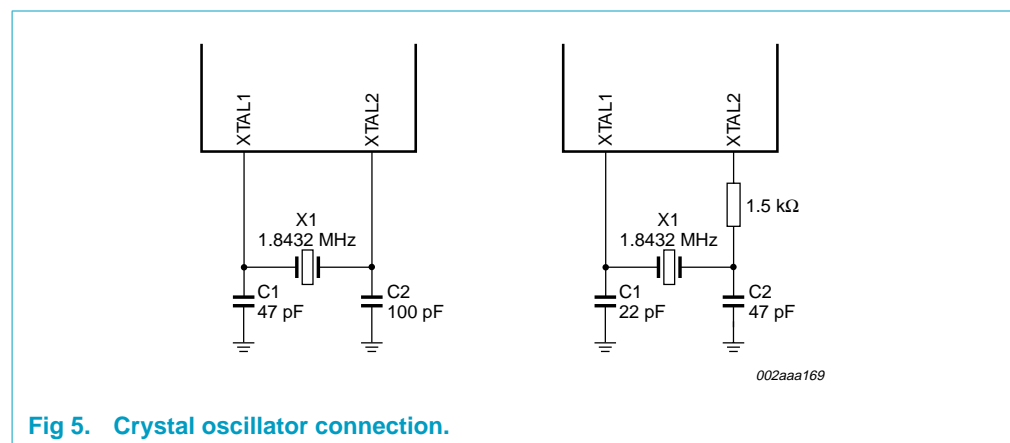 XTAL1
XTAL2
X1
1.8432 MHz
C1
47 pF
C2
100 pF
XTAL1
XTAL2
1.5 kΩ
X1
1.8432 MHz
C1
22 pF
C2
47 pF
002aaa169
Fig 5. Crystal oscillator connection.